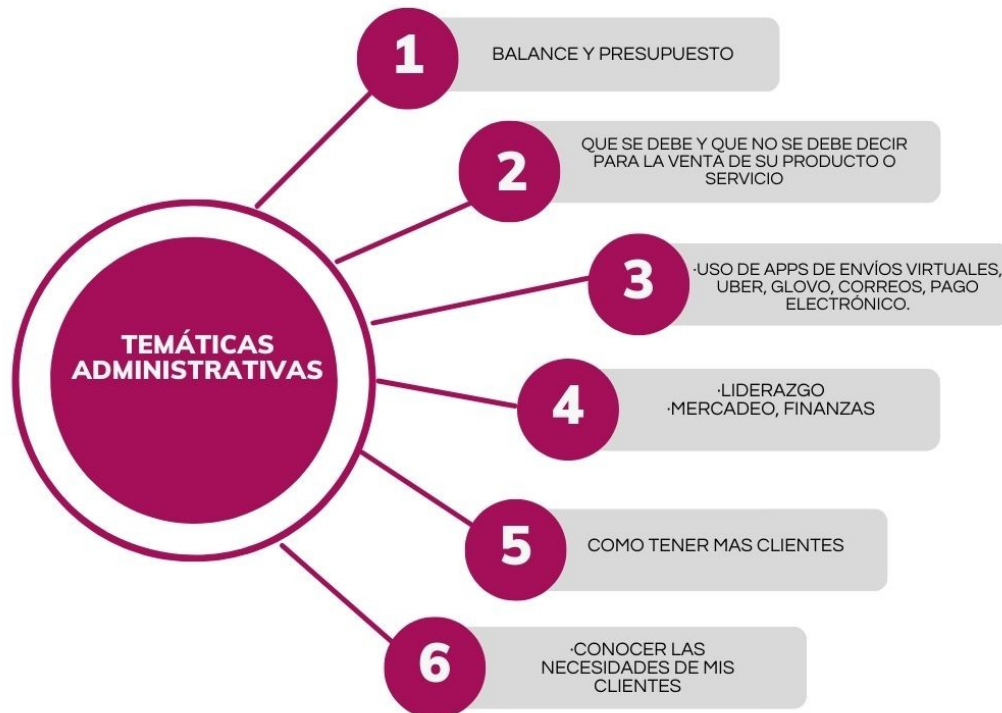 1
BALANCE Y PRESUPUESTO
2
QUE SE DEBE Y QUE NO SE DEBE DECIR
PARA LA VENTA DE SU PRODUCTO O
SERVICIO
3
·USO DE APPS DE ENVÍOS VIRTUALES,
UBER, GLOVO, CORREOS, PAGO
ELECTRÓNICO.
TEMÁTICAS
ADMINISTRATIVAS
4
·LIDERAZGO
·MERCADEO, FINANZAS
5
COMO TENER MAS CLIENTES
6
·CONOCER LAS
NECESIDADES DE MIS
CLIENTES